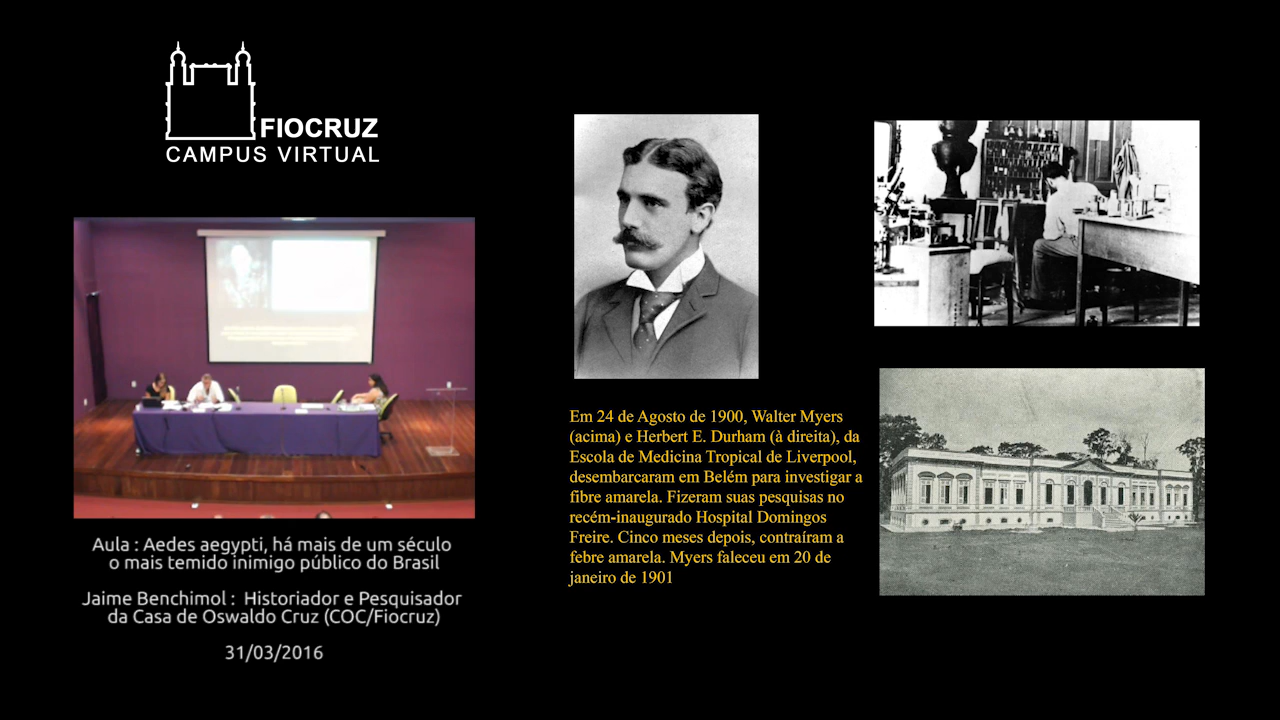 FIOCRUZ
CAMPUS VIRTUAL
Aula : Aedes aegypti, há mais de um século
o mais temido inimigo público do Brasil
Jaime Benchimol : Historiador e Pesquisador
da Casa de Oswaldo Cruz (COC/Fiocruz)
31/03/2016
Em 24 de Agosto de 1900, Walter Myers
(acima) e Herbert E. Durham (à direita), da
Escola de Medicina Tropical de Liverpool,
desembarcaram em Belém para investigar a
fibre amarela. Fizeram suas pesquisas no
recém-inaugurado Hospital Domingos
Freire. Cinco meses depois, contraíram a
febre amarela. Myers faleceu em 20 de
janeiro de 1901